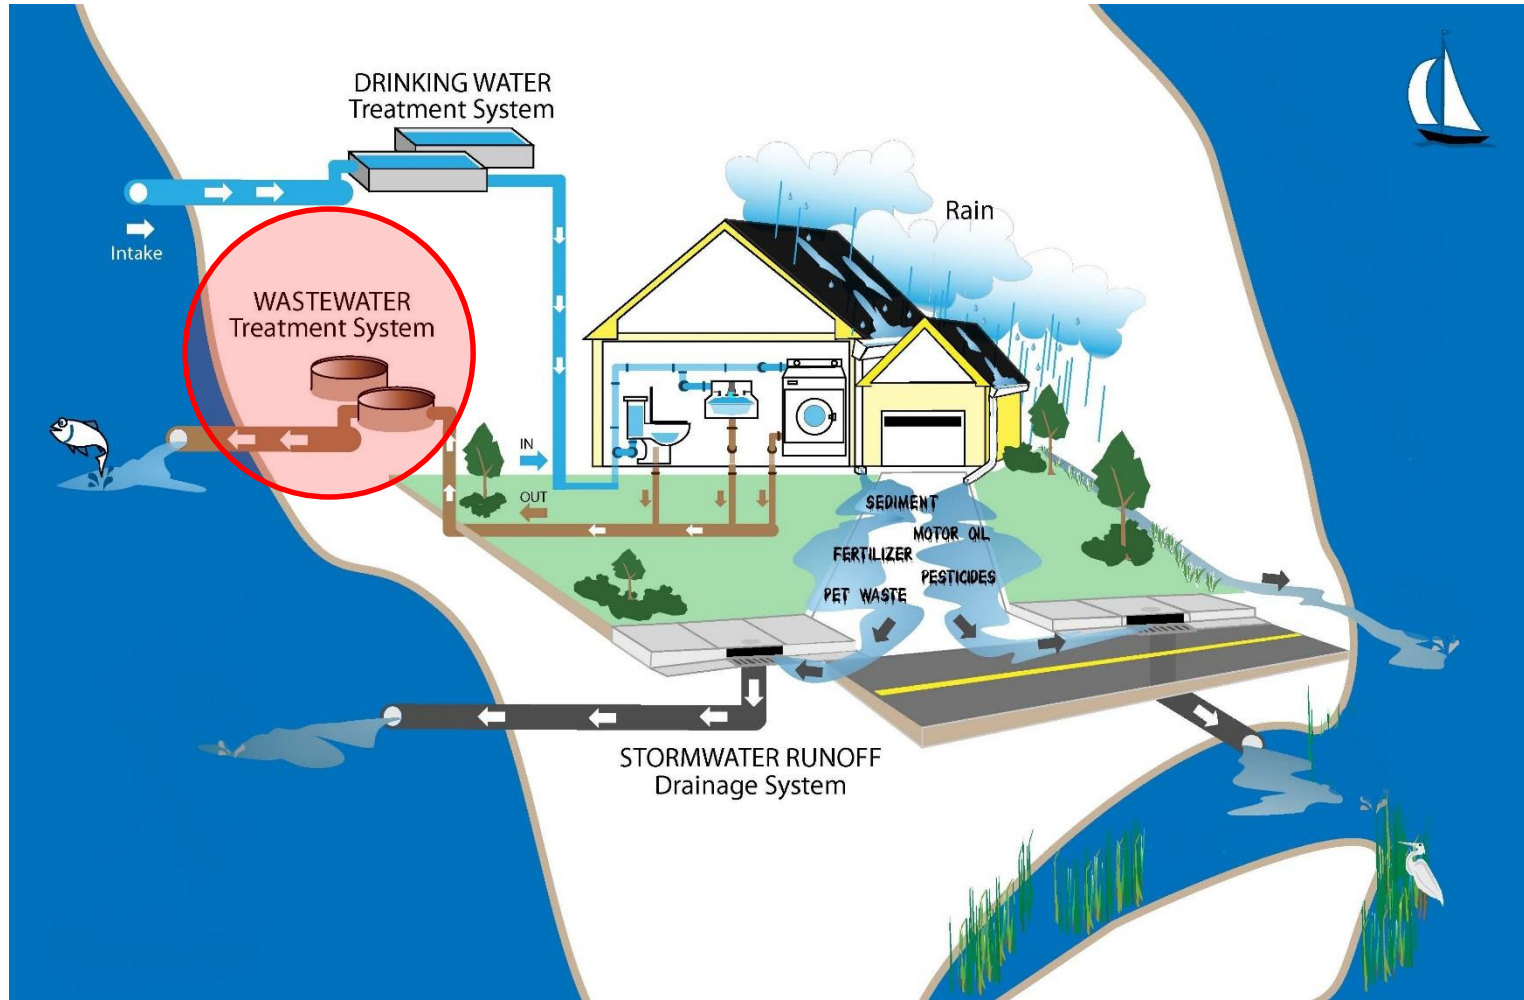 DRINKING WATER
Treatment System
Rain
Intake
WASTEWATER
Treatment System
IN
OUT
SEDIMENT
MOTOR OIL
FERTILIZER
PESTICIDES
PET WASTE
STORMWATER RUNOFF
Drainage System